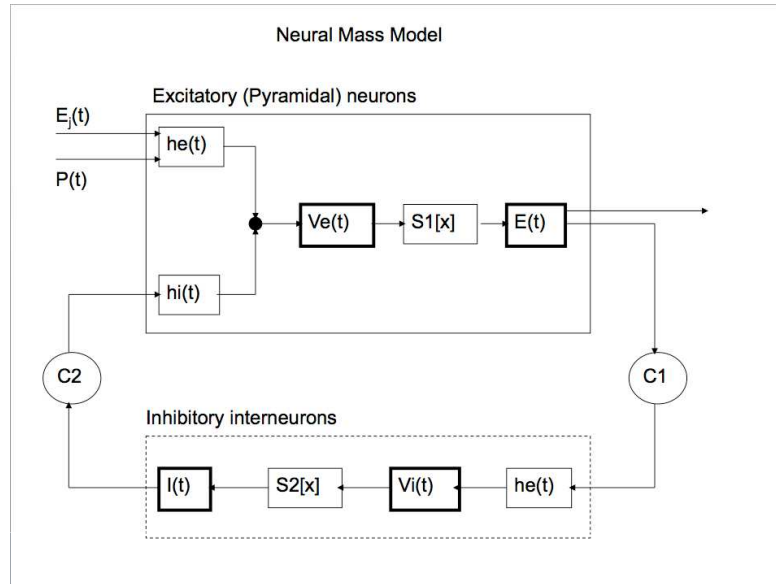 Neural Mass Model
Excitatory (Pyramidal) neurons
Ej(t)
he(t)
P(t)
Ve(t)
S1[x]
E(t)
hi(t)
C2
C1
Inhibitory interneurons
I(t)
S2[x]
Vi(t)
he(t)